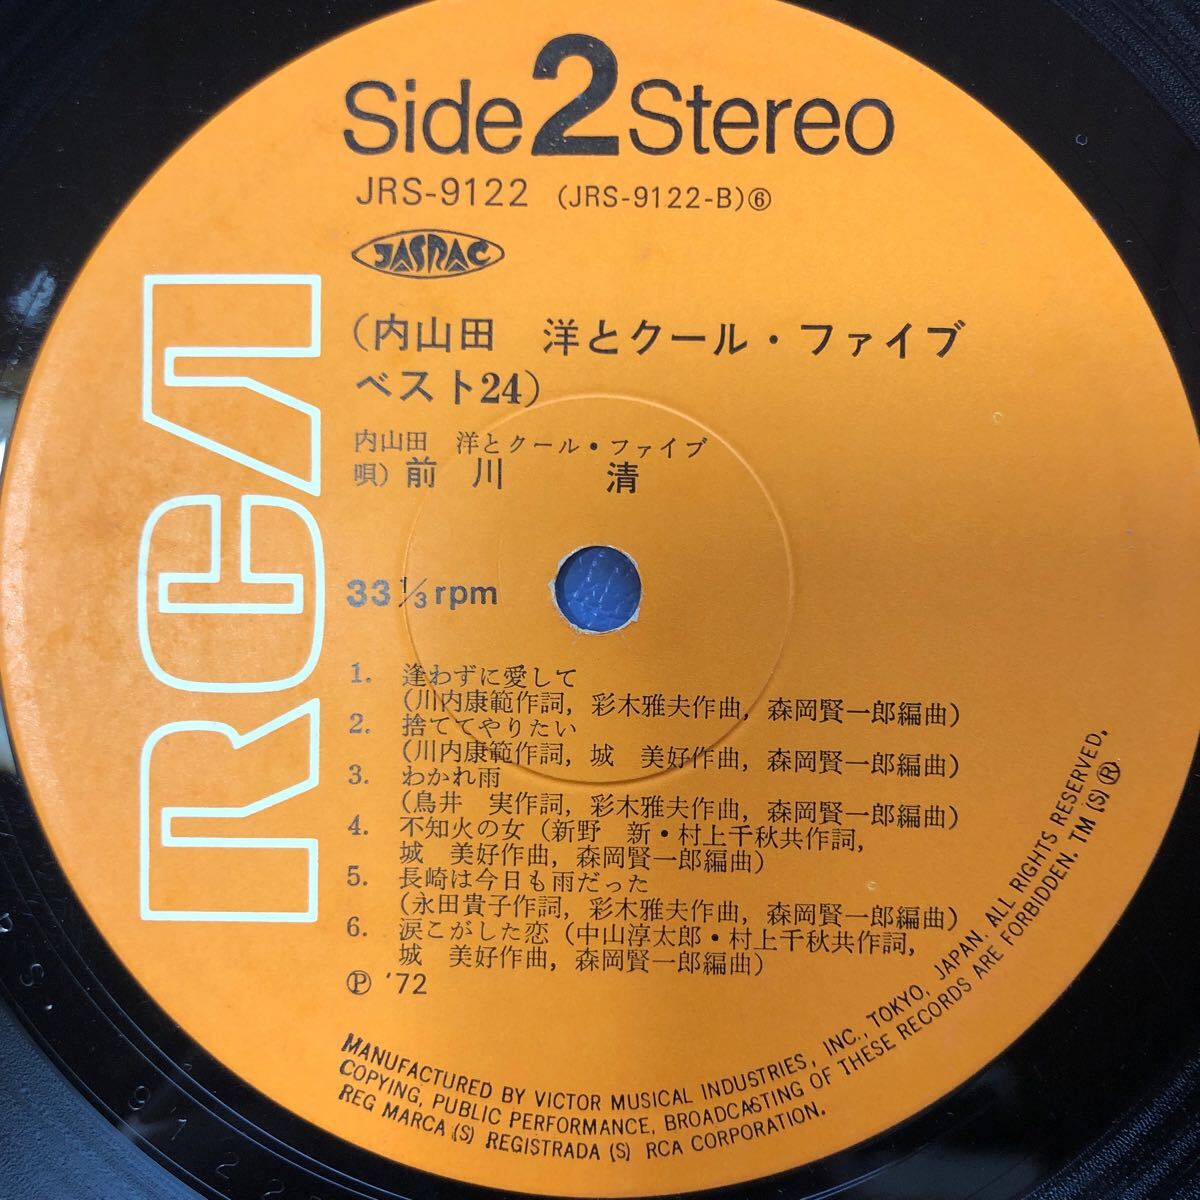 Side 2 Stereo
JRS-9122 (JRS-9122-B)⑥
JASRAC
RCA
(内山田 洋とクール・ファイブ
ベスト24)
内山田 洋とクール・ファイブ
唄) 前川 清
33 1/3 rpm
1. 逢わずに愛して
(川内康範作詞, 彩木雅夫作曲, 森岡賢一郎編曲)
2. 捨ててやりたい
(川内康範作詞, 城 美好作曲, 森岡賢一郎編曲)
3. わかれ雨
(鳥井 実作詞, 彩木雅夫作曲, 森岡賢一郎編曲)
4. 不知火の女 (新野 新・村上千秋共作詞,
城 美好作曲, 森岡賢一郎編曲)
5. 長崎は今日も雨だった
(永田貴子作詞, 彩木雅夫作曲, 森岡賢一郎編曲)
6. 涙こがした恋 (中山淳太郎・村上千秋共作詞,
城 美好作曲, 森岡賢一郎編曲)
Ⓟ '72
MANUFACTURED BY VICTOR MUSICAL INDUSTRIES, INC., TOKYO, JAPAN. ALL RIGHTS RESERVED.
COPYING, PUBLIC PERFORMANCE, BROADCASTING OF THESE RECORDS ARE FORBIDDEN. TM (S) ®
REG MARCA (S) REGISTRADA (S) RCA CORPORATION.